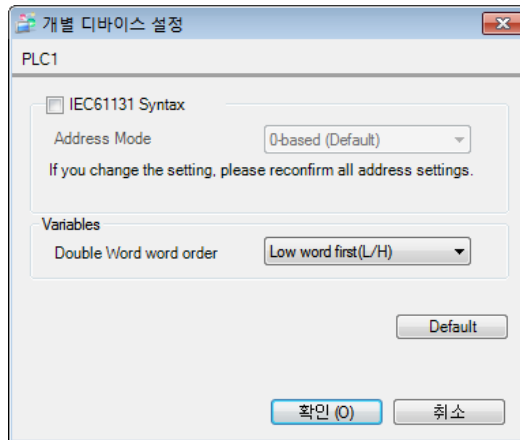 개별 디바이스 설정
PLC1
IEC61131 Syntax
Address Mode 0-based (Default)
If you change the setting, please reconfirm all address settings.
Variables
Double Word word order Low word first(L/H)
Default
확인 (O) 취소